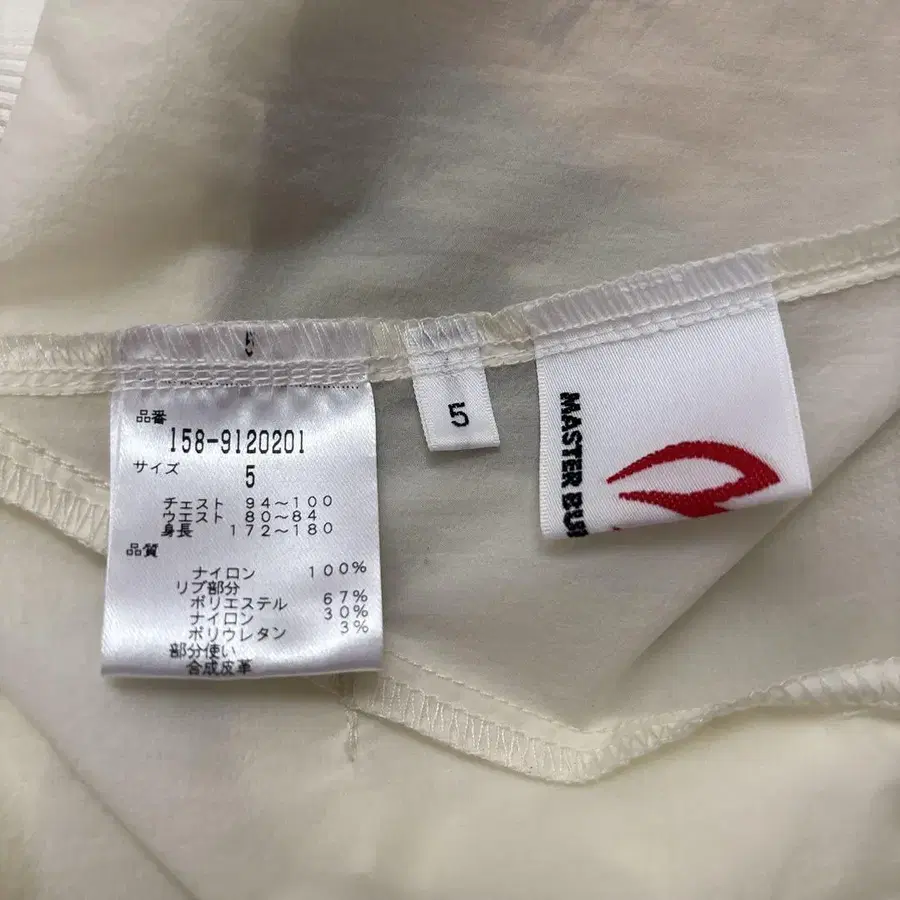 5
品番
158-9120201
サイズ
5
チェスト 94〜100
ウエスト 80〜84
身長 172〜180
品質
ナイロン 100%
リブ部分
ポリエステル 67%
ナイロン 30%
ポリウレタン 3%
部分使い
合成皮革
5
MASTER BU